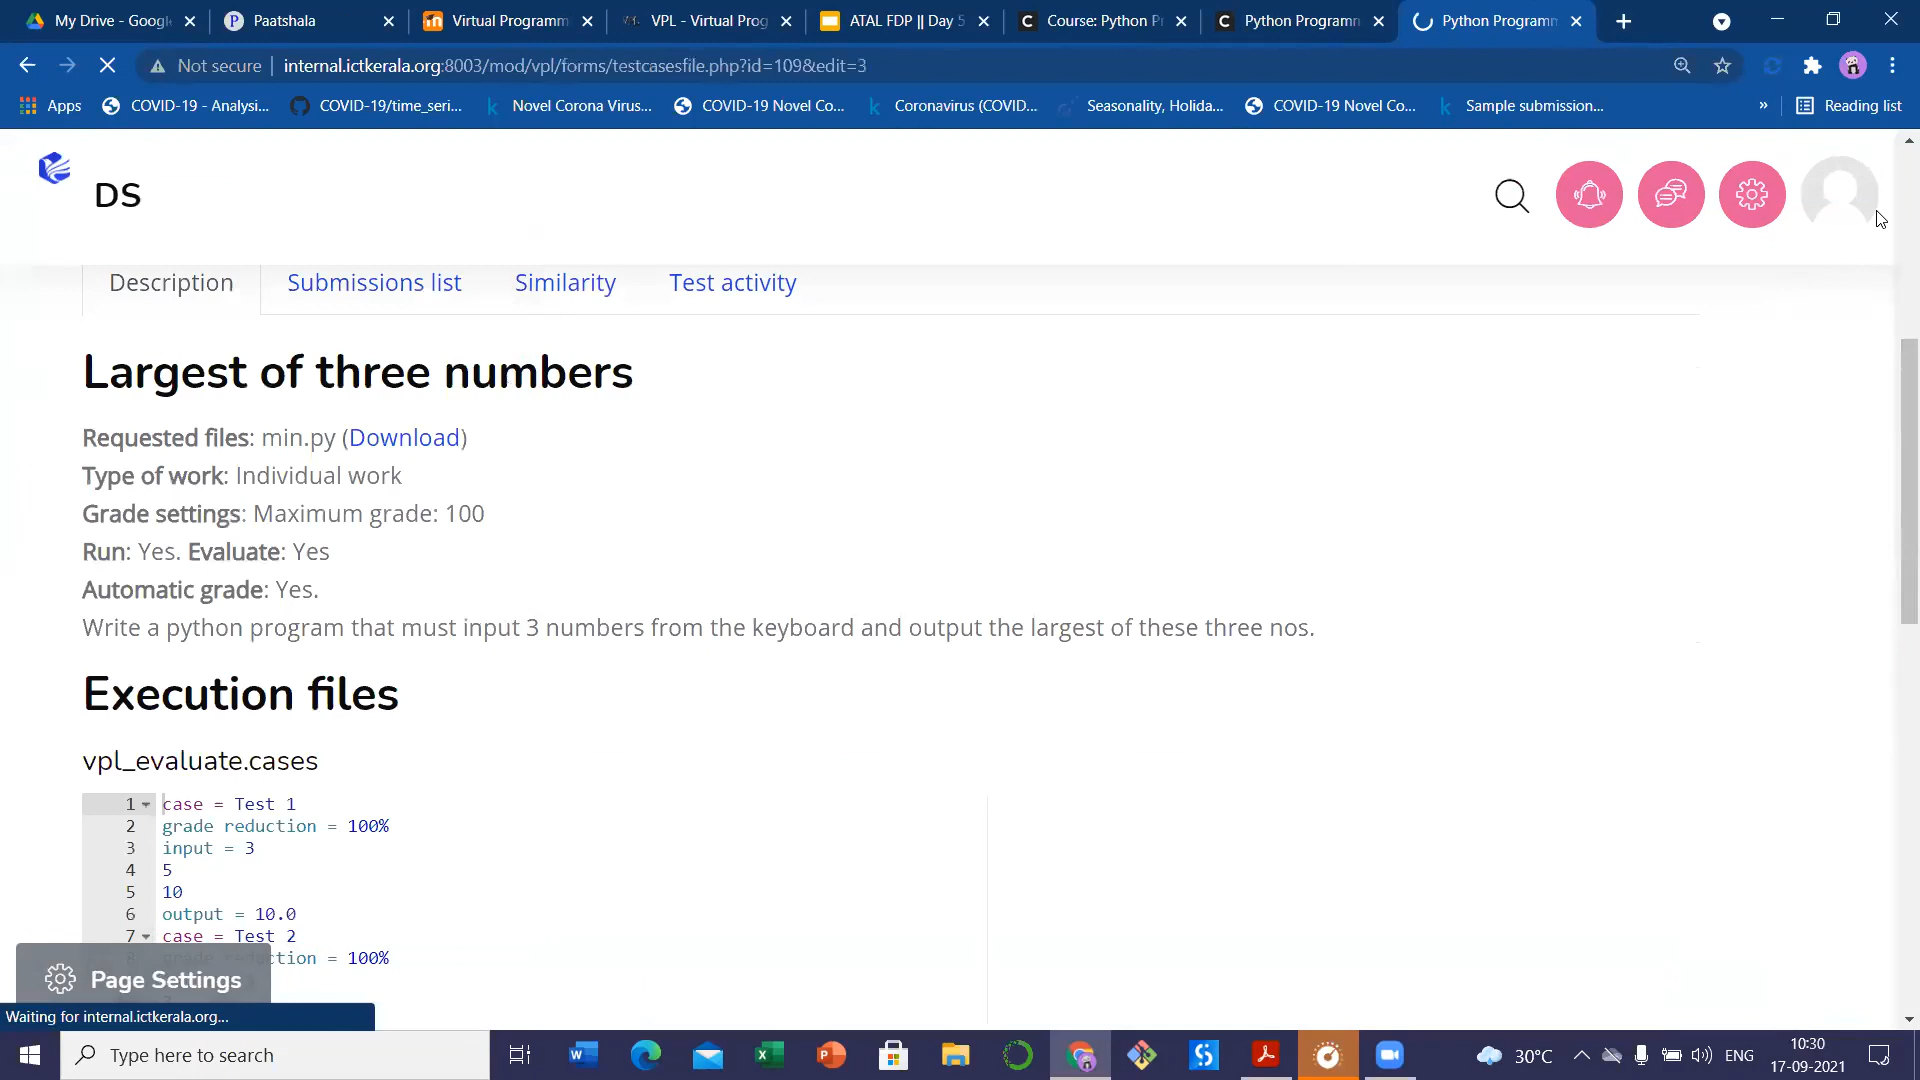 My Drive - Googl
Paatshala
Virtual Programm
VPL - Virtual Prog
ATAL FDP || Day 5
Course: Python Pr
Python Programm
Python Programm
Not secure
internal.ictkerala.org:8003/mod/vpl/forms/testcasesfile.php?id=109&edit=3
Apps
COVID-19 - Analysi...
COVID-19/time_seri...
Novel Corona Virus...
COVID-19 Novel Co...
Coronavirus (COVID...
Seasonality, Holida...
COVID-19 Novel Co...
Sample submission...
»
Reading list
DS
Description
Submissions list
Similarity
Test activity
Largest of three numbers
Requested files: min.py (Download)
Type of work: Individual work
Grade settings: Maximum grade: 100
Run: Yes. Evaluate: Yes
Automatic grade: Yes.
Write a python program that must input 3 numbers from the keyboard and output the largest of these three nos.
Execution files
vpl_evaluate.cases
1 case = Test 1
2 grade reduction = 100%
3 input = 3
4 5
5 10
6 output = 10.0
7 case = Test 2
grade reduction = 100%
Page Settings
Waiting for internal.ictkerala.org...
Type here to search
30°C
ENG
10:30
17-09-2021